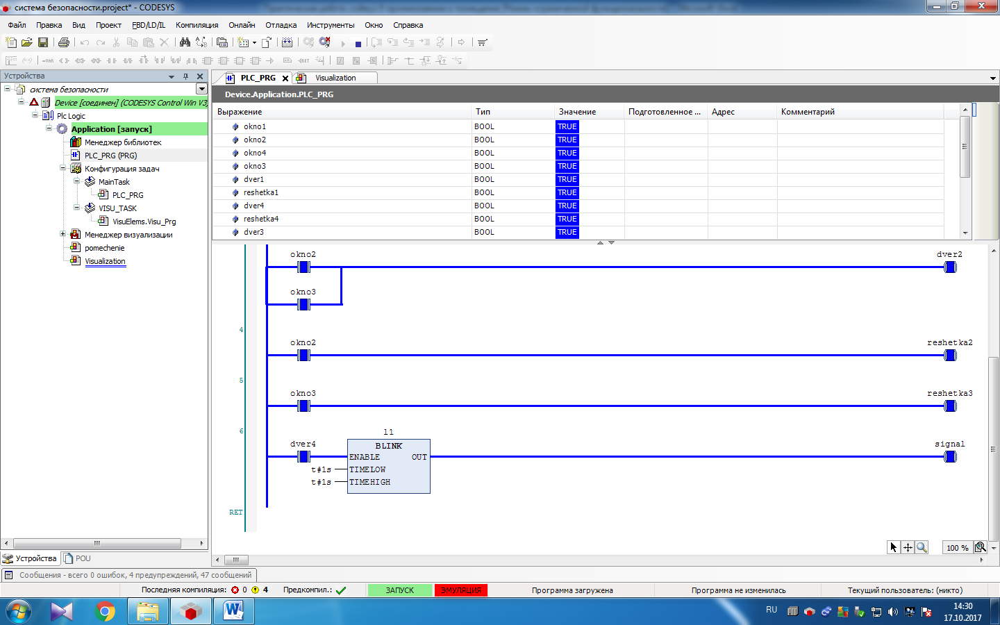 система безопасности.project* - CODESYS
Файл Правка Вид Проект FBD/LD/IL Компиляция Онлайн Отладка Инструменты Окно Справка
Устройства
система безопасности
Device [соединен] (CODESYS Control Win V3)
Plc Logic
Application [запуск]
Менеджер библиотек
PLC_PRG (PRG)
Конфигурация задач
MainTask
PLC_PRG
VISU_TASK
VisuElems.Visu_Prg
Менеджер визуализации
pomechenie
Visualization
Устройства POU
PLC_PRG Visualization
Device.Application.PLC_PRG
Выражение Тип Значение Подготовленное ... Адрес Комментарий
okno1 BOOL TRUE
okno2 BOOL TRUE
okno4 BOOL TRUE
okno3 BOOL TRUE
dver1 BOOL TRUE
reshetka1 BOOL TRUE
dver4 BOOL TRUE
reshetka4 BOOL TRUE
dver3 BOOL TRUE
okno2 dver2
okno3
4
okno2 reshetka2
5
okno3 reshetka3
6
l1
dver4 BLINK signal
ENABLE OUT
t#1s TIMELOW
t#1s TIMEHIGH
RET
100 %
Сообщения - всего 0 ошибок, 4 предупреждений, 47 сообщений
Последняя компиляция: 0 4 Предкомпил.: ЗАПУСК ЭМУЛЯЦИЯ Программа загружена Программа не изменилась Текущий пользователь: (никто)
RU 14:30
17.10.2017